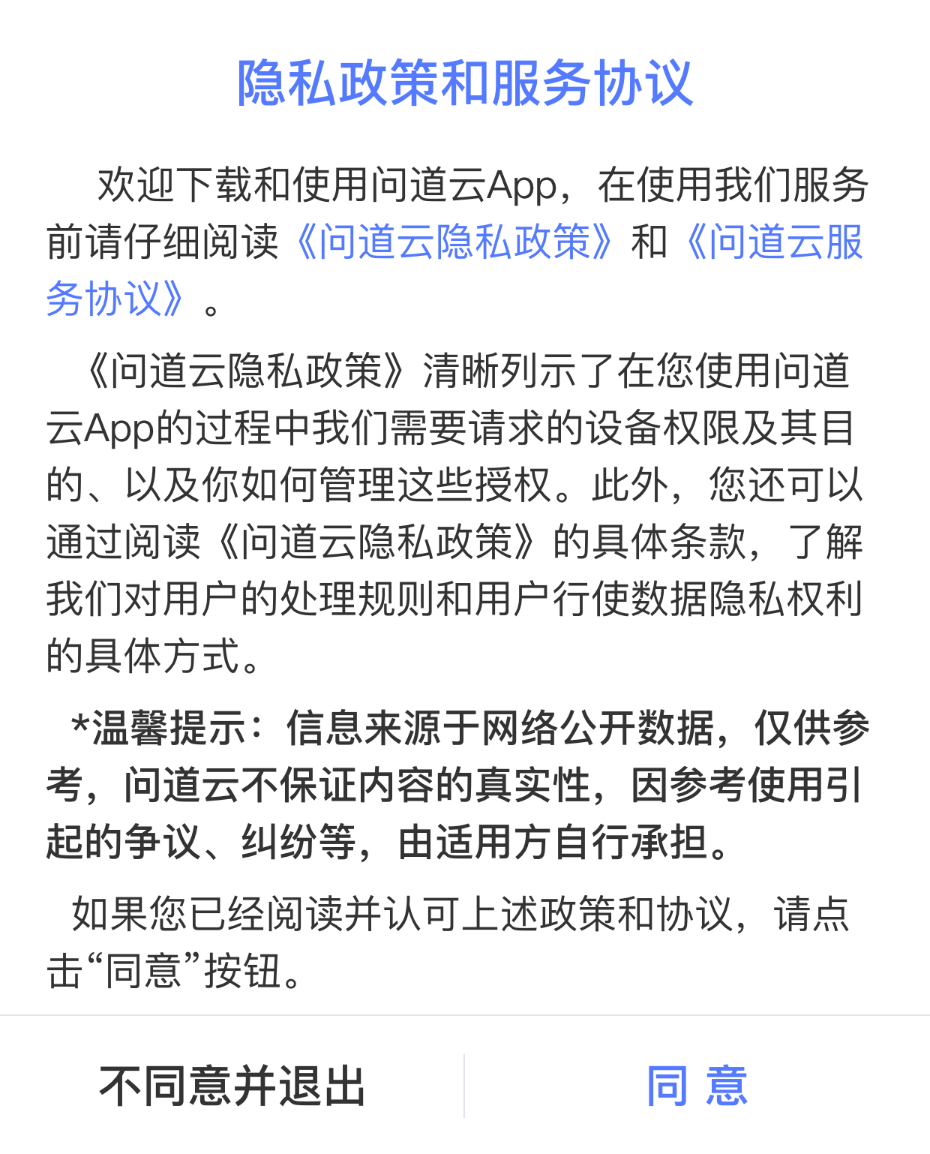 隐私政策和服务协议
欢迎下载和使用问道云App，在使用我们服务
前请仔细阅读《问道云隐私政策》和《问道云服
务协议》。
《问道云隐私政策》清晰列示了在您使用问道
云App的过程中我们需要请求的设备权限及其目
的、以及你如何管理这些授权。此外，您还可以
通过阅读《问道云隐私政策》的具体条款，了解
我们对用户的处理规则和用户行使数据隐私权利
的具体方式。
*温馨提示：信息来源于网络公开数据，仅供参
考，问道云不保证内容的真实性，因参考使用引
起的争议、纠纷等，由适用方自行承担。
如果您已经阅读并认可上述政策和协议，请点
击“同意”按钮。
不同意并退出
同 意